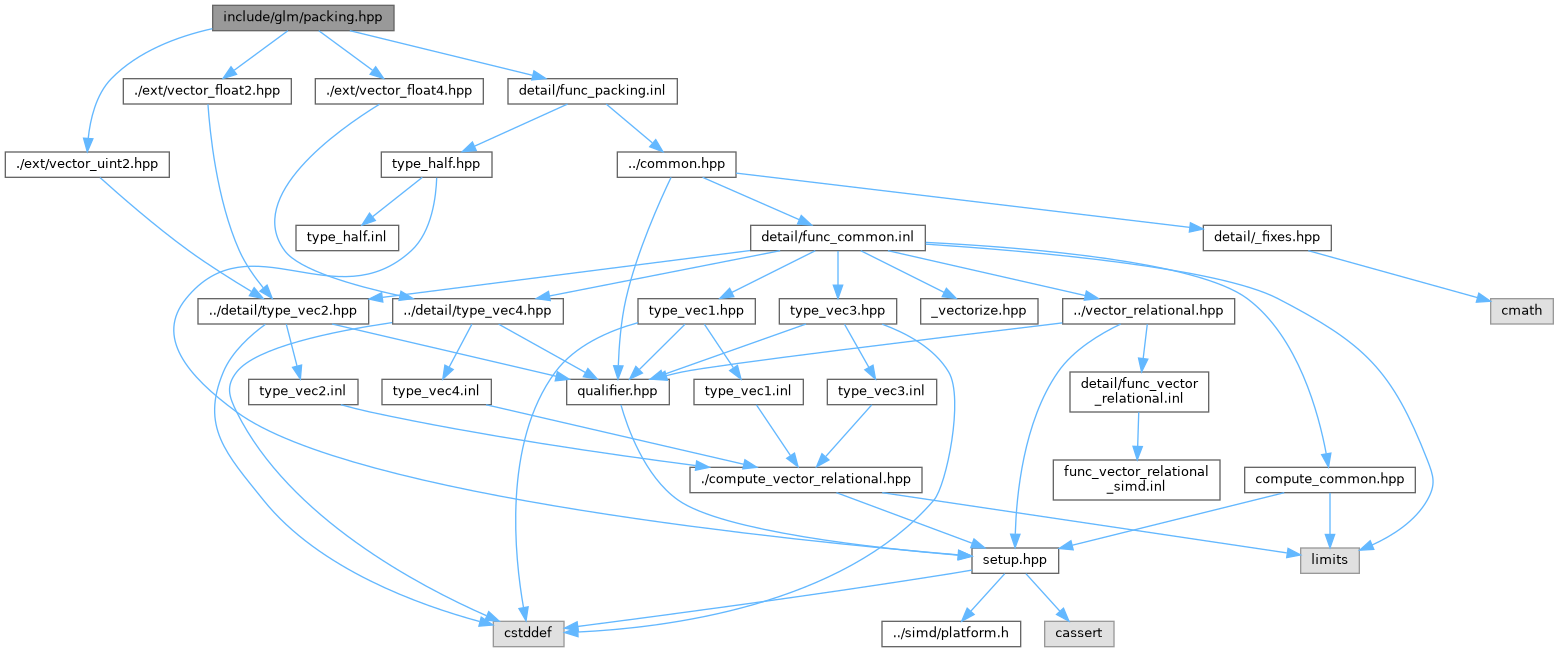 include/glm/packing.hpp
./ext/vector_float2.hpp
./ext/vector_float4.hpp
detail/func_packing.inl
./ext/vector_uint2.hpp
type_half.hpp
../common.hpp
type_half.inl
detail/func_common.inl
detail/_fixes.hpp
../detail/type_vec2.hpp
../detail/type_vec4.hpp
type_vec1.hpp
type_vec3.hpp
_vectorize.hpp
../vector_relational.hpp
cmath
type_vec2.inl
type_vec4.inl
qualifier.hpp
type_vec1.inl
type_vec3.inl
detail/func_vector
_relational.inl
./compute_vector_relational.hpp
func_vector_relational
_simd.inl
compute_common.hpp
setup.hpp
limits
cstddef
../simd/platform.h
cassert